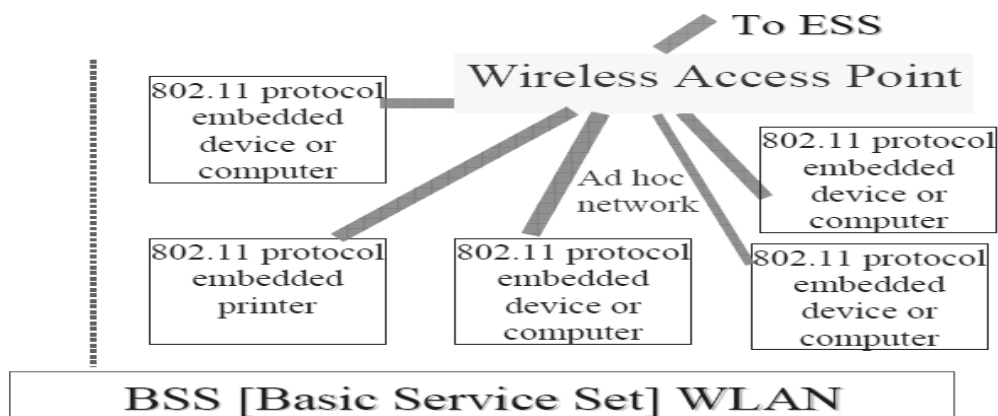 To ESS
Wireless Access Point
802.11 protocol
embedded
device or
computer
802.11 protocol
embedded
device or
computer
Ad hoc
network
802.11 protocol
embedded
printer
802.11 protocol
embedded
device or
computer
802.11 protocol
embedded
device or
computer
BSS [Basic Service Set] WLAN